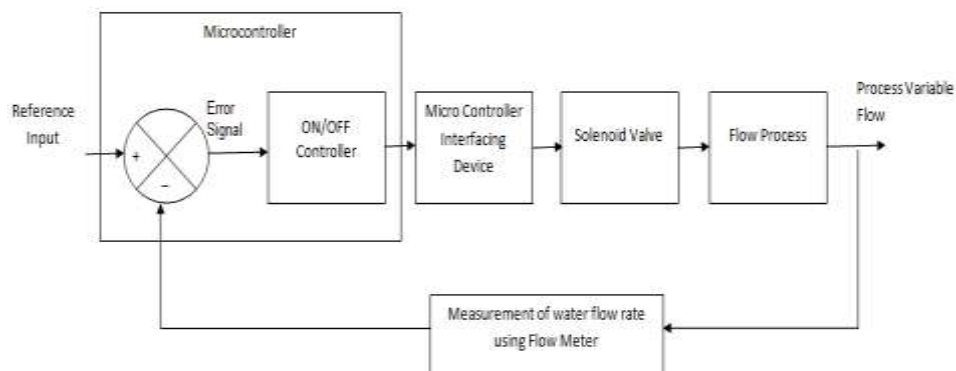 Microcontroller
Reference
Input
+
−
Error
Signal
ON/OFF
Controller
Micro Controller
Interfacing
Device
Solenoid Valve
Flow Process
Process Variable
Flow
Measurement of water flow rate
using Flow Meter